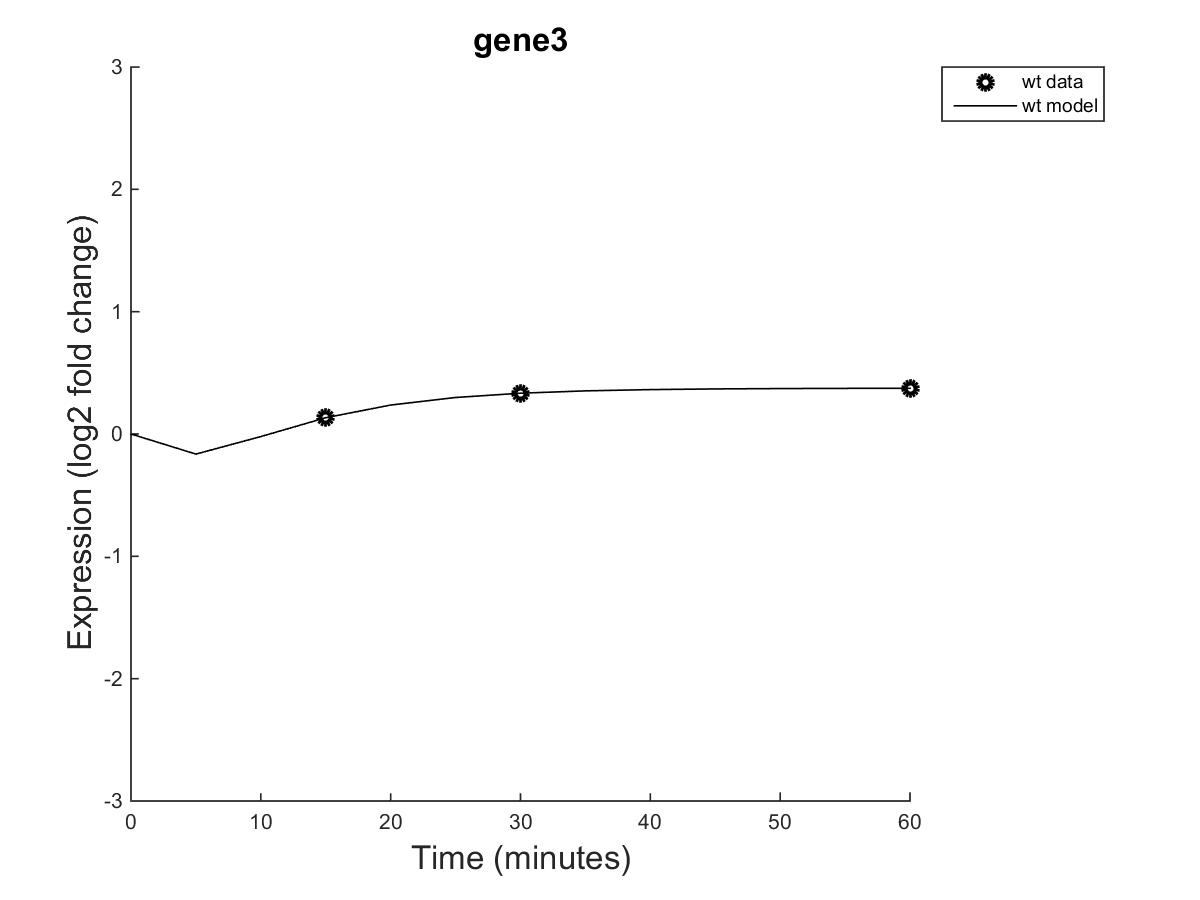 gene3
wt data
wt model
3
2
1
0
-1
-2
-3
Expression (log2 fold change)
0 10 20 30 40 50 60
Time (minutes)